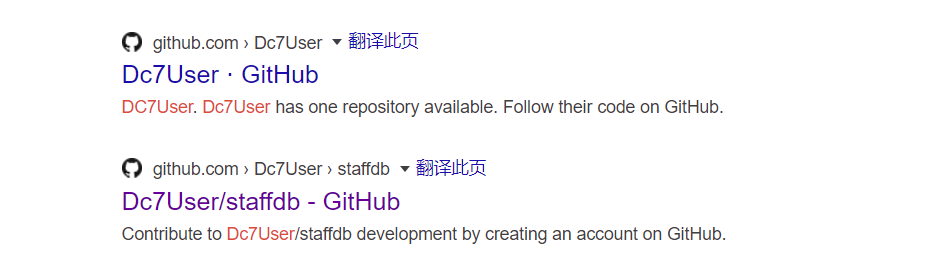 github.com › Dc7User 翻译此页
Dc7User · GitHub
DC7User. Dc7User has one repository available. Follow their code on GitHub.
github.com › Dc7User › staffdb 翻译此页
Dc7User/staffdb - GitHub
Contribute to Dc7User/staffdb development by creating an account on GitHub.